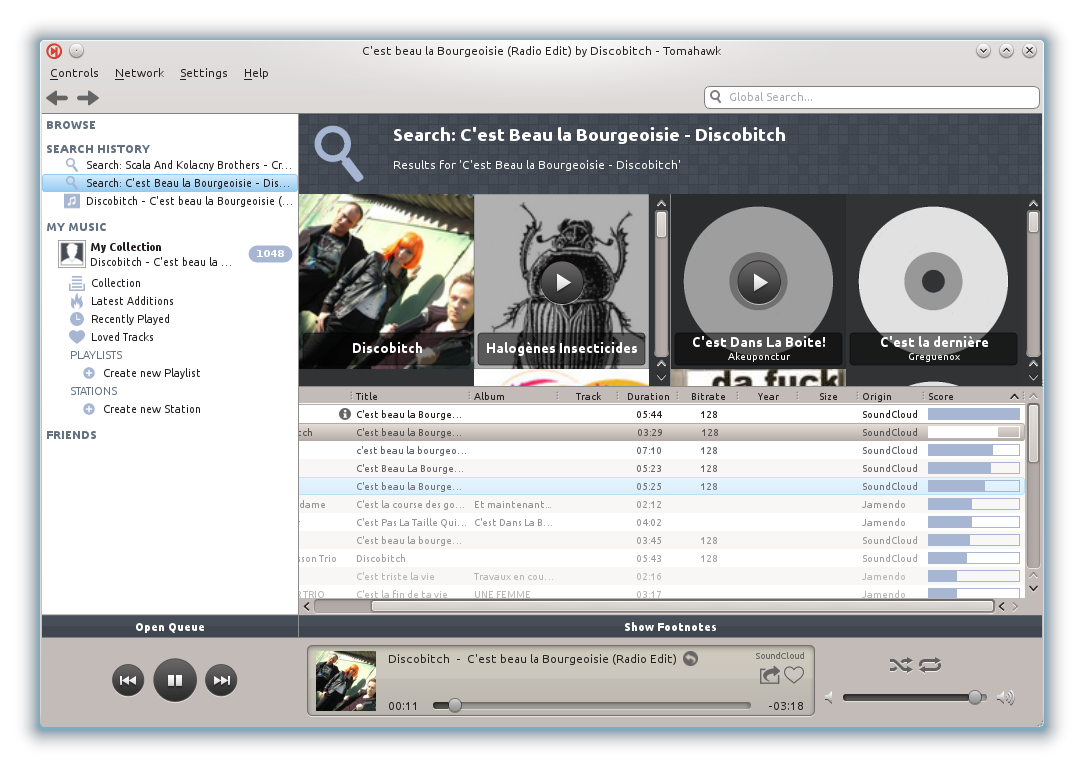 C'est beau la Bourgeoisie (Radio Edit) by Discobitch - Tomahawk
Controls Network Settings Help
Global Search...
BROWSE
SEARCH HISTORY
Search: Scala And Kolacny Brothers - Cr...
Search: C'est Beau la Bourgeoisie - Dis...
Discobitch - C'est beau la Bourgeoisie (...
MY MUSIC
My Collection
Discobitch - C'est beau la ...
1048
Collection
Latest Additions
Recently Played
Loved Tracks
PLAYLISTS
Create new Playlist
STATIONS
Create new Station
FRIENDS
Search: C'est Beau la Bourgeoisie - Discobitch
Results for 'C'est Beau la Bourgeoisie - Discobitch'
Discobitch
Halogènes Insecticides
C'est Dans La Boite!
Akeuponctur
C'est la dernière
Greguenox
da fuck
Title Album Track Duration Bitrate Year Size Origin Score
C'est beau la Bourge... 05:44 128 SoundCloud
tch C'est beau la Bourge... 03:29 128 SoundCloud
c'est beau la bourgeo... 07:10 128 SoundCloud
C'est Beau La Bourge... 05:23 128 SoundCloud
C'est beau la Bourge... 05:25 128 SoundCloud
dame C'est la course des go... Et maintenant... 02:12 Jamendo
C'est Pas La Taille Qui... C'est Dans La B... 04:02 Jamendo
C'est beau la bourge... 03:45 128 SoundCloud
sson Trio Discobitch 05:43 128 SoundCloud
C'est triste la vie Travaux en cou... 02:16 Jamendo
TRIO C'est la fin de ta vie UNE FEMME 03:17 Jamendo
Open Queue
Show Footnotes
Discobitch - C'est beau la Bourgeoisie (Radio Edit)
SoundCloud
00:11
-03:18